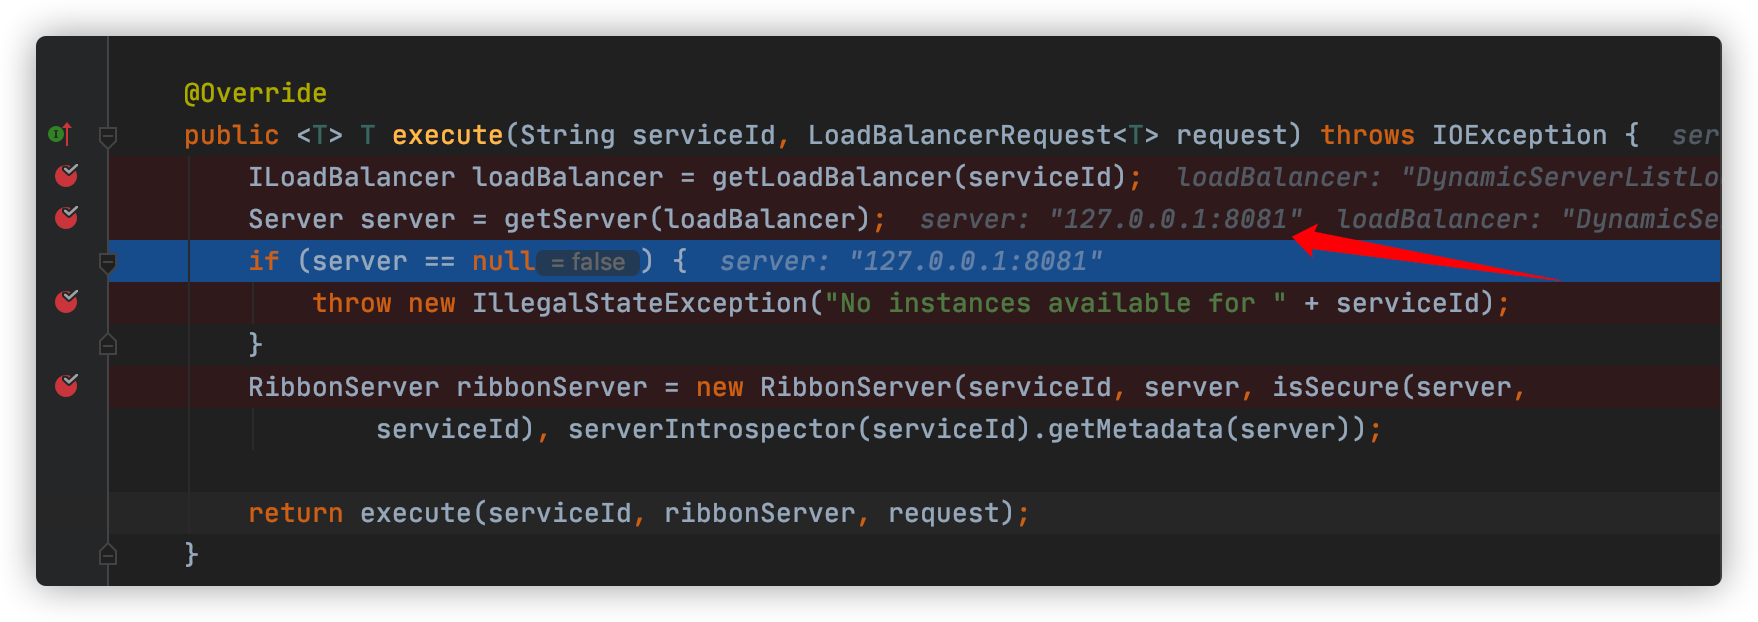 @Override
public <T> T execute(String serviceId, LoadBalancerRequest<T> request) throws IOException {  ser
    ILoadBalancer loadBalancer = getLoadBalancer(serviceId);  loadBalancer: "DynamicServerListLo
    Server server = getServer(loadBalancer);  server: "127.0.0.1:8081"  loadBalancer: "DynamicSe
    if (server == null = false ) {  server: "127.0.0.1:8081"
        throw new IllegalStateException("No instances available for " + serviceId);
    }
    RibbonServer ribbonServer = new RibbonServer(serviceId, server, isSecure(server,
            serviceId), serverIntrospector(serviceId).getMetadata(server));
    return execute(serviceId, ribbonServer, request);
}